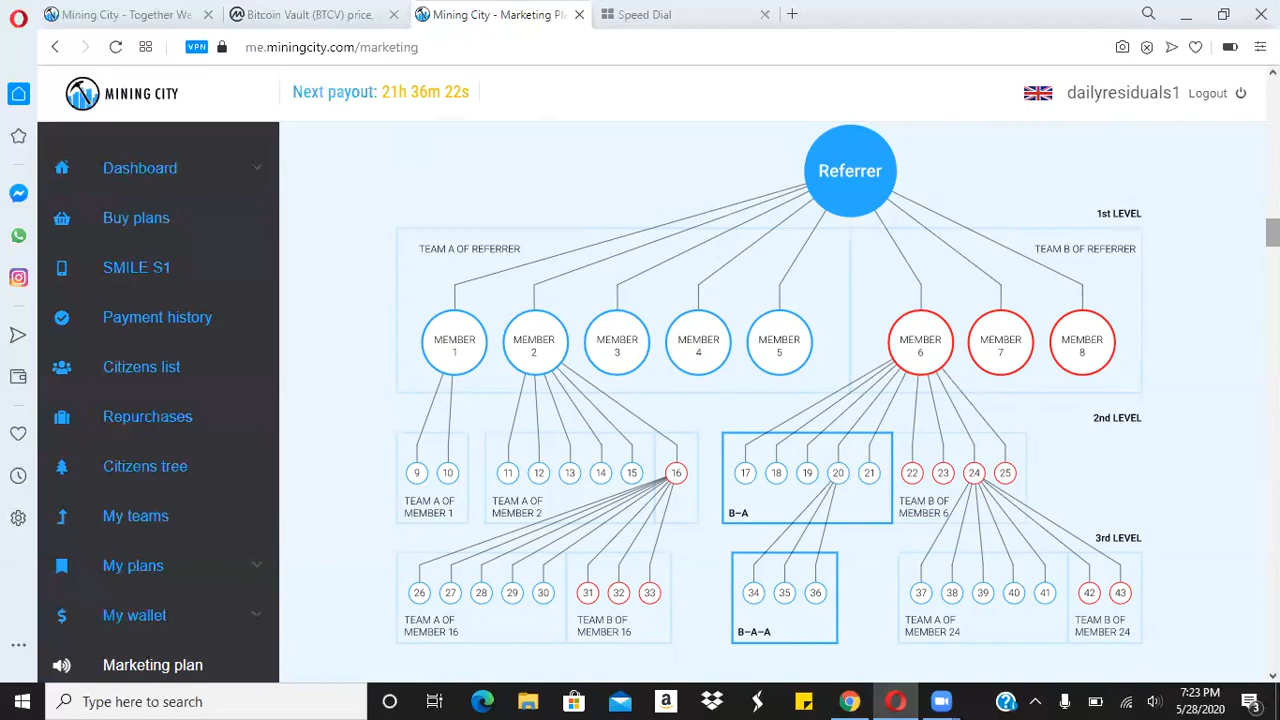 Mining City - Together We
Bitcoin Vault (BTCV) price,
Mining City - Marketing Pl
Speed Dial
VPN
me.miningcity.com/marketing
MINING CITY
Next payout: 21h 36m 22s
dailyresiduals1 Logout
Dashboard
Buy plans
SMILE S1
Payment history
Citizens list
Repurchases
Citizens tree
My teams
My plans
My wallet
Marketing plan
Referrer
1st LEVEL
TEAM A OF REFERRER
TEAM B OF REFERRER
MEMBER 1
MEMBER 2
MEMBER 3
MEMBER 4
MEMBER 5
MEMBER 6
MEMBER 7
MEMBER 8
2nd LEVEL
9 10 11 12 13 14 15 16 17 18 19 20 21 22 23 24 25
TEAM A OF
MEMBER 1
TEAM A OF
MEMBER 2
B–A
TEAM B OF
MEMBER 6
3rd LEVEL
26 27 28 29 30 31 32 33 34 35 36 37 38 39 40 41 42 43
TEAM A OF
MEMBER 16
TEAM B OF
MEMBER 16
B–A–A
TEAM A OF
MEMBER 24
TEAM B OF
MEMBER 24
Type here to search
7:23 PM
5/28/2020
3